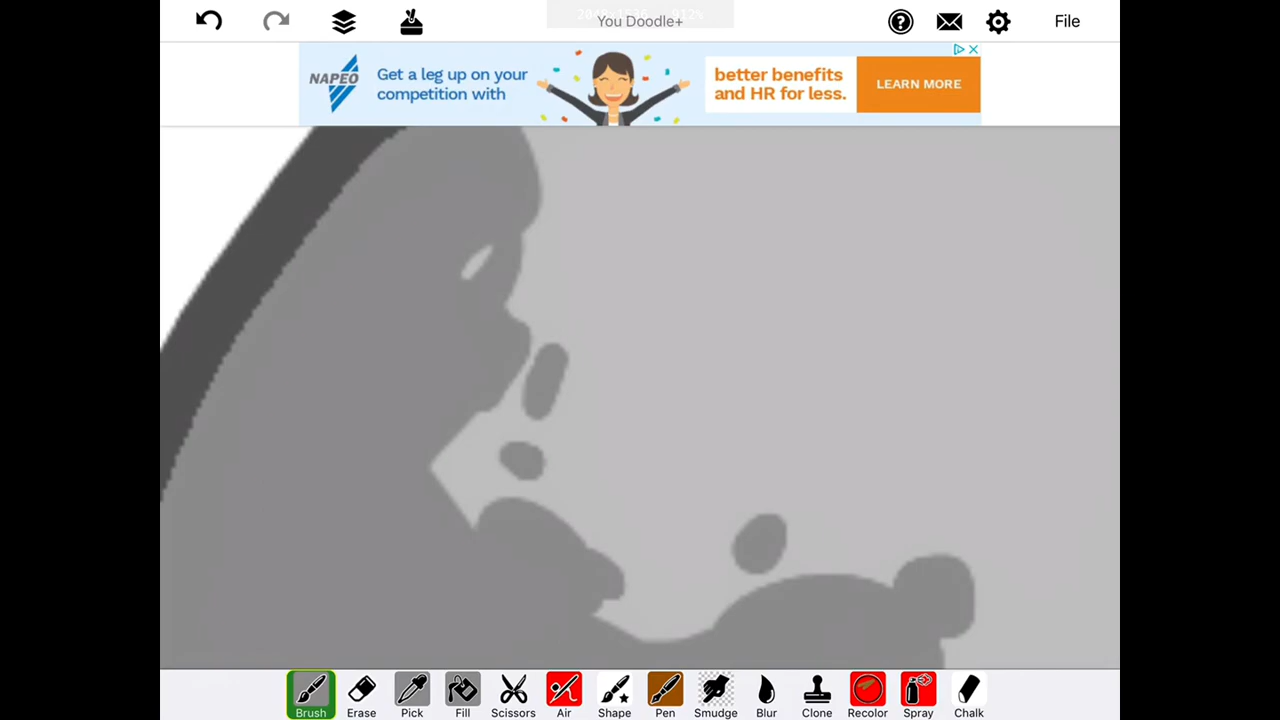 You Doodle+
File
NAPEO
Get a leg up on your
competition with
better benefits
and HR for less.
LEARN MORE
Brush
Erase
Pick
Fill
Scissors
Air
Shape
Pen
Smudge
Blur
Clone
Recolor
Spray
Chalk